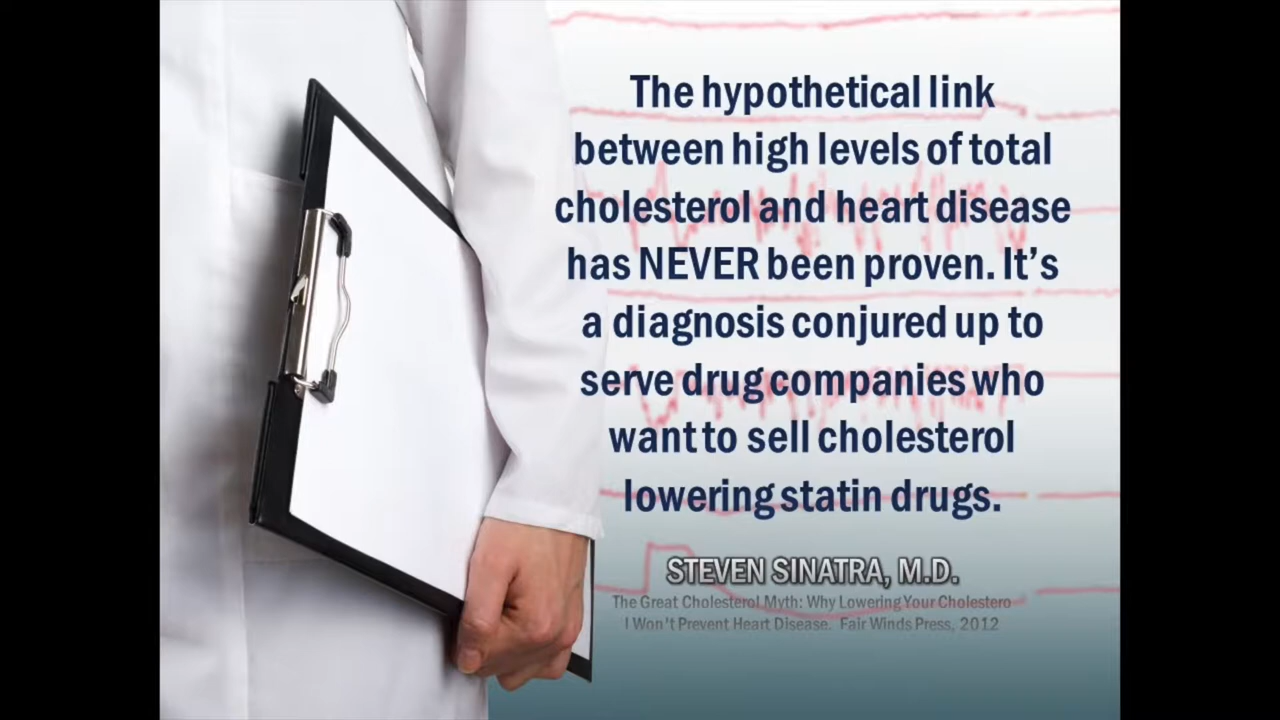 The hypothetical link
between high levels of total
cholesterol and heart disease
has NEVER been proven. It's
a diagnosis conjured up to
serve drug companies who
want to sell cholesterol
lowering statin drugs.
STEVEN SINATRA, M.D.
The Great Cholesterol Myth: Why Lowering Your Cholestero
l Won't Prevent Heart Disease. Fair Winds Press, 2012